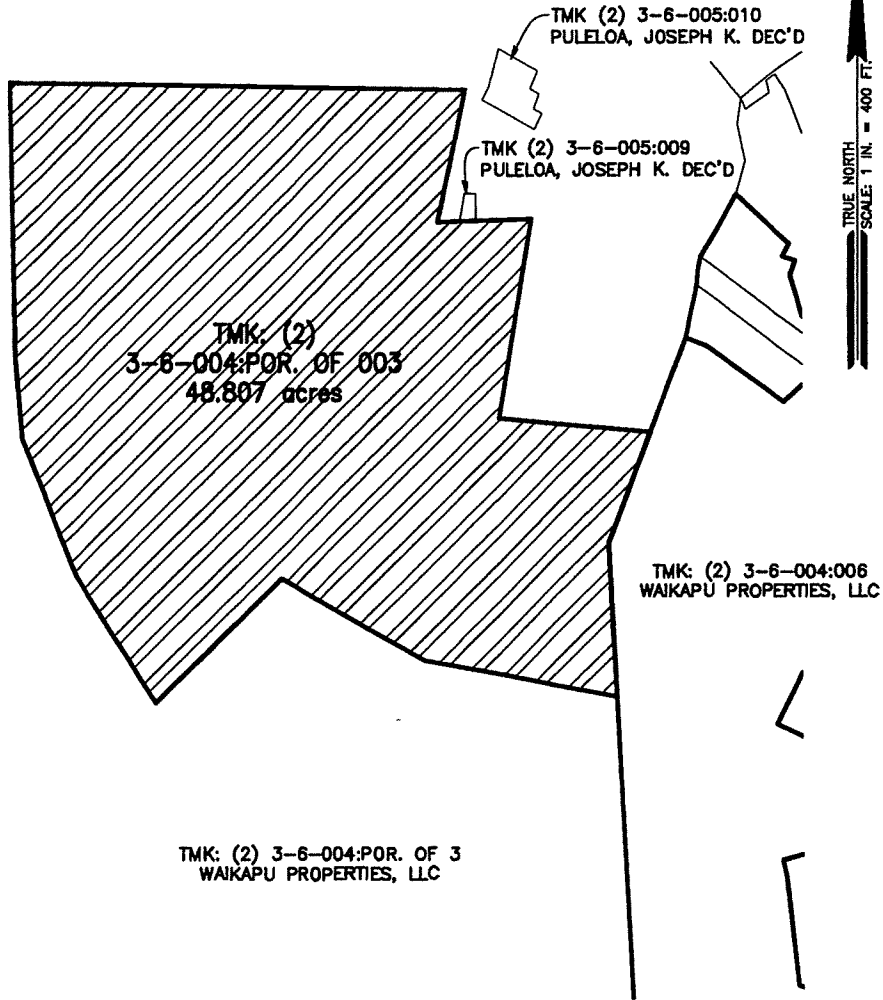 TMK (2) 3-6-005:010
PULELOA, JOSEPH K. DEC'D
TMK (2) 3-6-005:009
PULELOA, JOSEPH K. DEC'D
TRUE NORTH
SCALE: 1 IN. = 400 FT.
TMK: (2)
3-6-004:POR. OF 003
48.807 acres
TMK: (2) 3-6-004:006
WAIKAPU PROPERTIES, LLC
TMK: (2) 3-6-004:POR. OF 3
WAIKAPU PROPERTIES, LLC